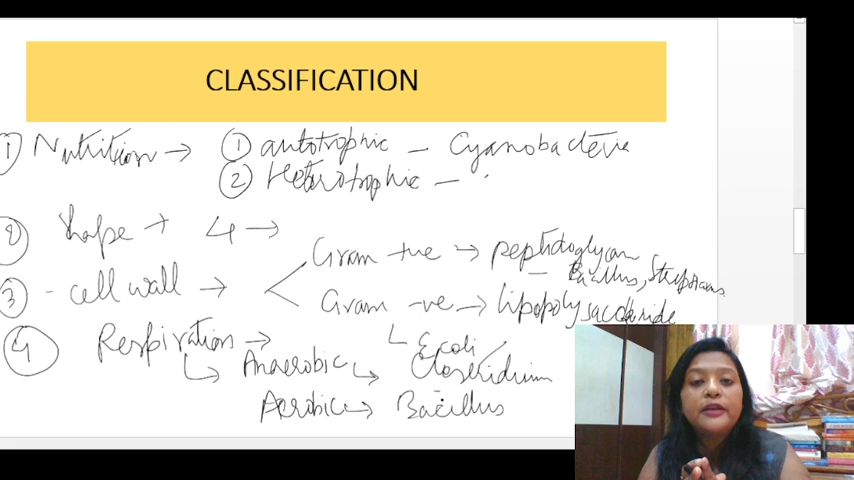 CLASSIFICATION
① Nutrition → ① autotrophic - Cyanobacteria
② Heterotrophic -
② Shape → 4 →
Gram +ve → peptidoglycan
- Bacillus, Streptococcus
③ - cell wall →
Gram -ve → lipopolysaccharide
④ Respiration →
E coli
Anaerobic Clostridium
Aerobic → Bacillus